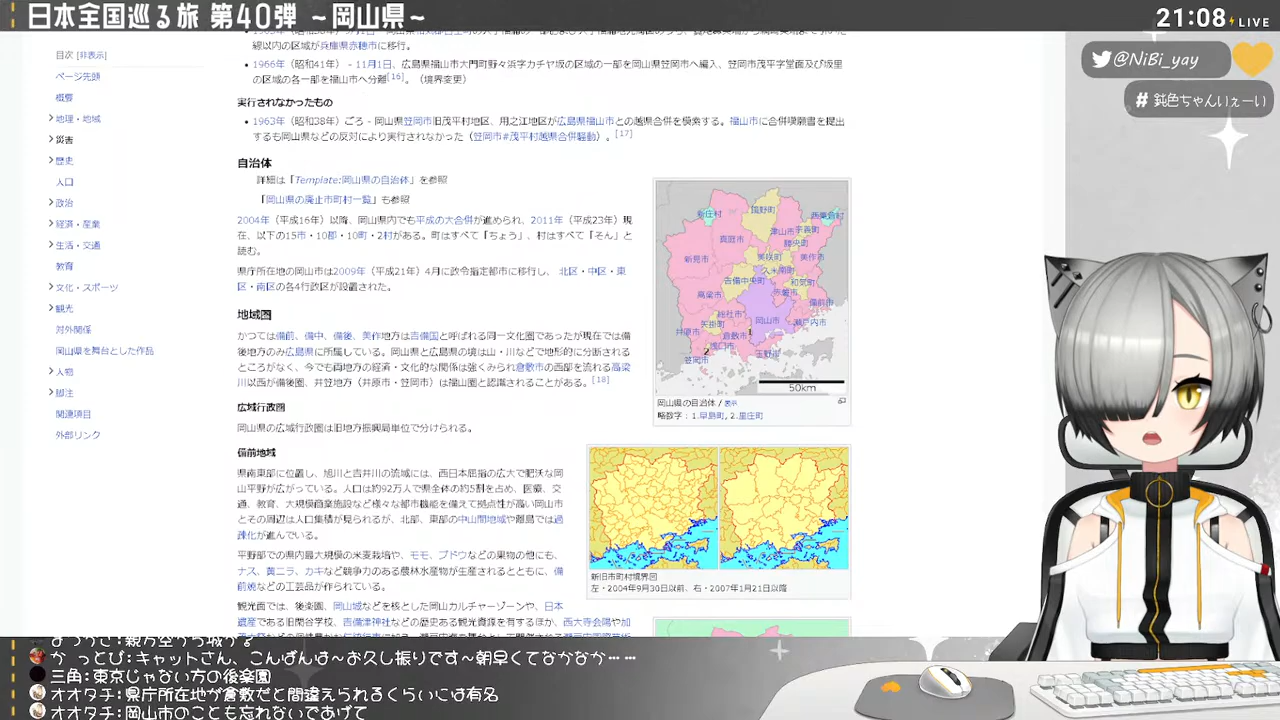 日本全国巡る旅 第40弾 ~岡山県~
21:08 LIVE
@NiBi_yay
# 鈍色ちゃんいぇーい
目次 [非表示]
ページ先頭
概要
地理・地域
災害
歴史
人口
政治
経済・産業
生活・交通
教育
文化・スポーツ
観光
対外関係
岡山県を舞台とした作品
人物
脚注
関連項目
外部リンク
線以内の区域が兵庫県赤穂市に移行。
1966年（昭和41年） - 11月1日、広島県福山市大門町野々浜字カチヤ坂の区域の一部を岡山県笠岡市へ編入、笠岡市茂平字堂面及び坂里
の区域の各一部を福山市へ分離[16]。（境界変更）
実行されなかったもの
1963年（昭和38年）ごろ - 岡山県笠岡市旧茂平村地区、用之江地区が広島県福山市との越県合併を模索する。福山市に合併嘆願書を提出
するも岡山県などの反対により実行されなかった（笠岡市#茂平村越県合併騒動）。[17]
自治体
詳細は「Template:岡山県の自治体」を参照
「岡山県の廃止市町村一覧」も参照
2004年（平成16年）以降、岡山県内でも平成の大合併が進められ、2011年（平成23年）現
在、以下の15市・10郡・10町・2村がある。町はすべて「ちょう」、村はすべて「そん」と
読む。
県庁所在地の岡山市は2009年（平成21年）4月に政令指定都市に移行し、 北区・中区・東
区・南区の各4行政区が設置された。
地域圏
かつては備前、備中、備後、美作地方は吉備国と呼ばれる同一文化圏であったが現在では備
後地方のみ広島県に所属している。岡山県と広島県の境は山・川などで地形的に分断される
ところがなく、今でも両地方の経済・文化的な関係は強くみられ倉敷市の西部を流れる高梁
川以西が備後圏、井笠地方（井原市・笠岡市）は福山圏と認識されることがある。[18]
広域行政圏
岡山県の広域行政圏は旧地方振興局単位で分けられる。
備前地域
県南東部に位置し、旭川と吉井川の流域には、西日本屈指の広大で肥沃な岡
山平野が広がっている。人口は約92万人で県全体の約5割を占め、医療、交
通、教育、大規模商業施設など様々な都市機能を備えて拠点性が高い岡山市
とその周辺は人口集積が見られるが、北部、東部の中山間地域や離島では過
疎化が進んでいる。
平野部での県内最大規模の米麦栽培や、モモ、ブドウなどの果物の他にも、
ナス、黄ニラ、カキなど競争力のある農林水産物が生産されるとともに、備
前焼などの工芸品が作られている。
観光面では、後楽園、岡山城などを核とした岡山カルチャーゾーンや、日本
遺産である旧閑谷学校、吉備津神社などの歴史ある観光資源を有するほか、西大寺会陽や加
新庄村
鏡野町
西粟倉村
津山市
奈義町
勝央町
真庭市
美咲町
美作市
新見市
久米南町
吉備中央町
和気町
赤磐市
高梁市
備前市
総社市
岡山市
瀬戸内市
矢掛町
井原市
倉敷市
1
浅口市
2
玉野市
笠岡市
50km
岡山県の自治体 / 表示
略数字：1.早島町, 2.里庄町
新旧市町村境界図
左・2004年9月30日以前、右・2007年1月21日以降
か っとび:キャットさん、こんばんは~お久し振りです~朝早くてなかなか……
三角:東京じゃない方の後楽園
オオタチ:県庁所在地が倉敷だと間違えられるくらいには有名
オオタチ:岡山市のことも忘れないであげて